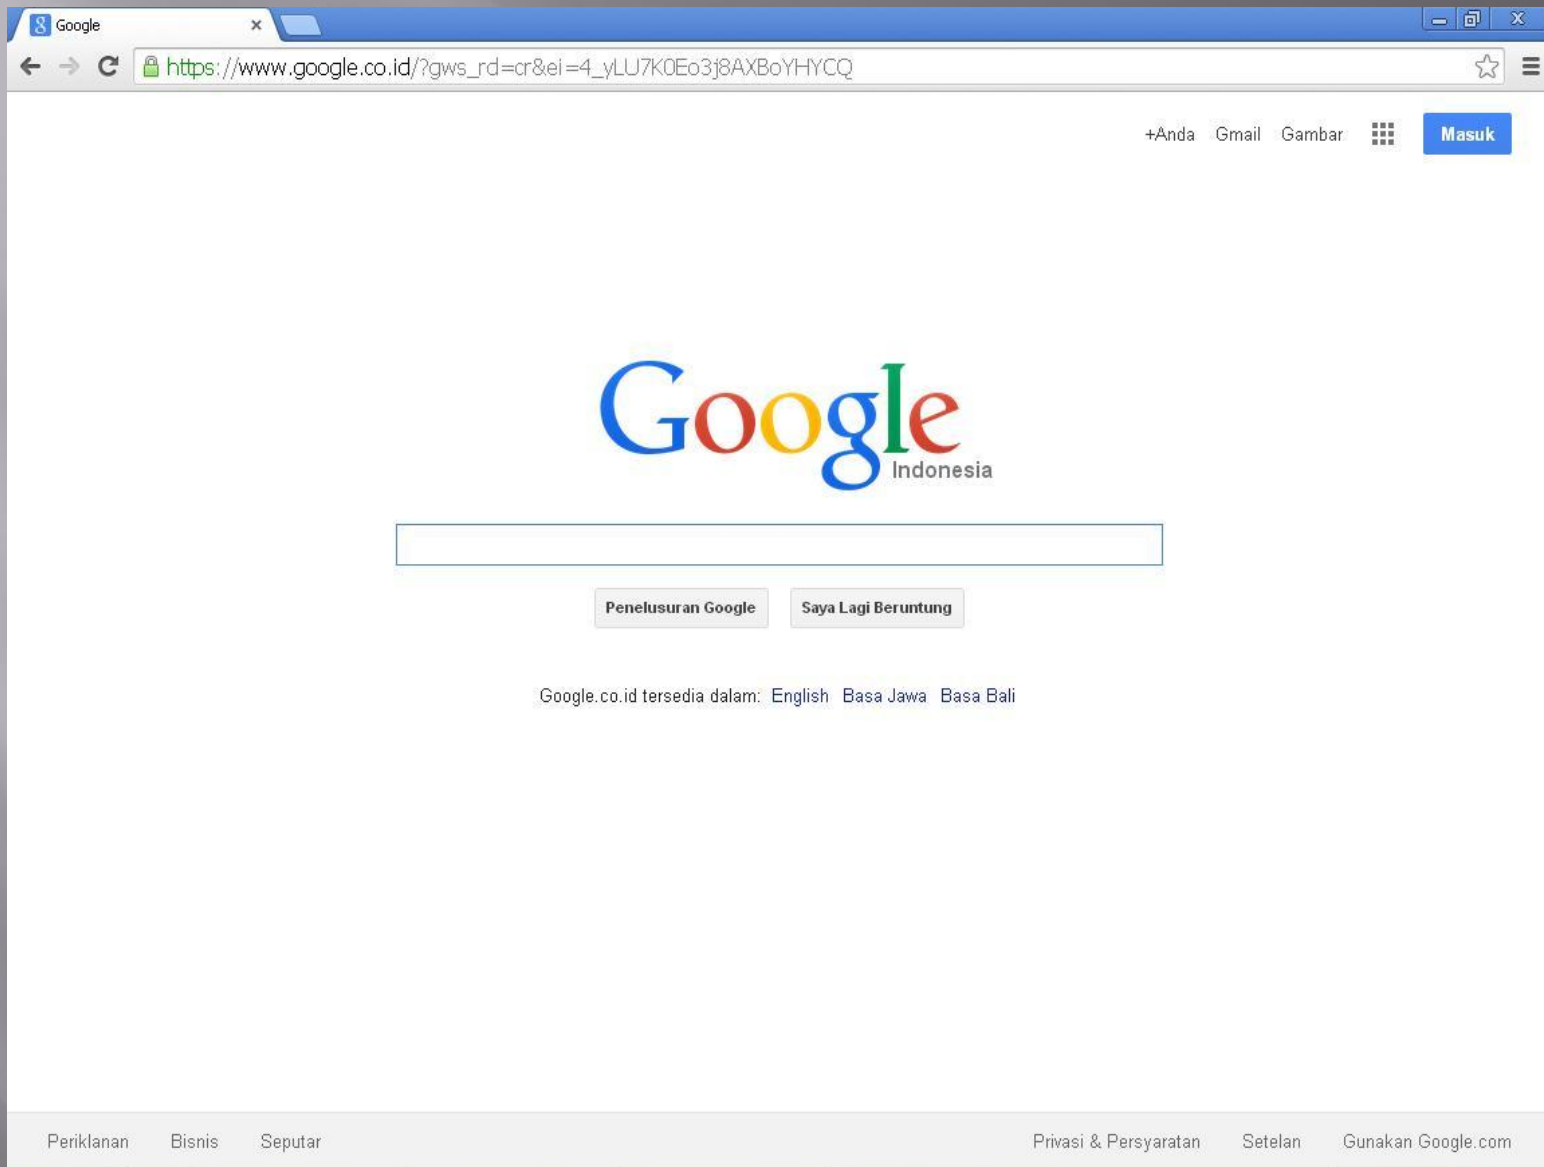 Google
https://www.google.co.id/?gws_rd=cr&ei=4_yLU7K0Eo3j8AXBoYHYCQ
+Anda Gmail Gambar Masuk
Google
Indonesia
Penelusuran Google Saya Lagi Beruntung
Google.co.id tersedia dalam: English Basa Jawa Basa Bali
Periklanan Bisnis Seputar Privasi & Persyaratan Setelan Gunakan Google.com